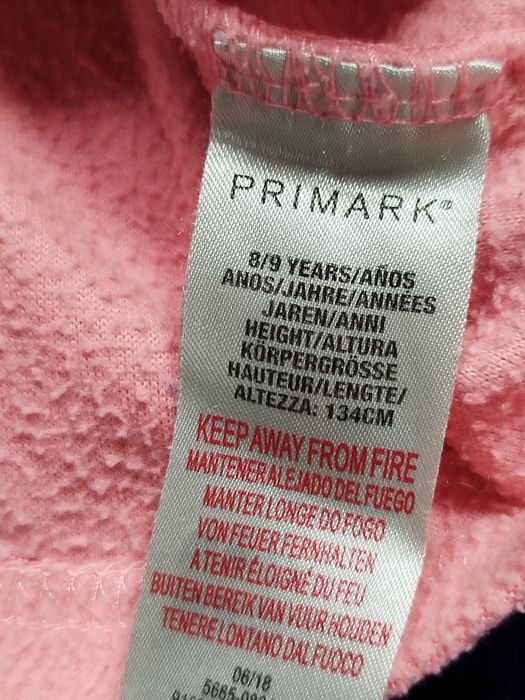 PRIMARK®
8/9 YEARS/AÑOS
ANOS/JAHRE/ANNÉES
JAREN/ANNI
HEIGHT/ALTURA
KÖRPERGRÖSSE
HAUTEUR/LENGTE/
ALTEZZA: 134CM
KEEP AWAY FROM FIRE
MANTENER ALEJADO DEL FUEGO
MANTER LONGE DO FOGO
VON FEUER FERNHALTEN
A TENIR ÉLOIGNÉ DU FEU
BUITEN BEREIK VAN VUUR HOUDEN
TENERE LONTANO DAL FUOCO
06/18